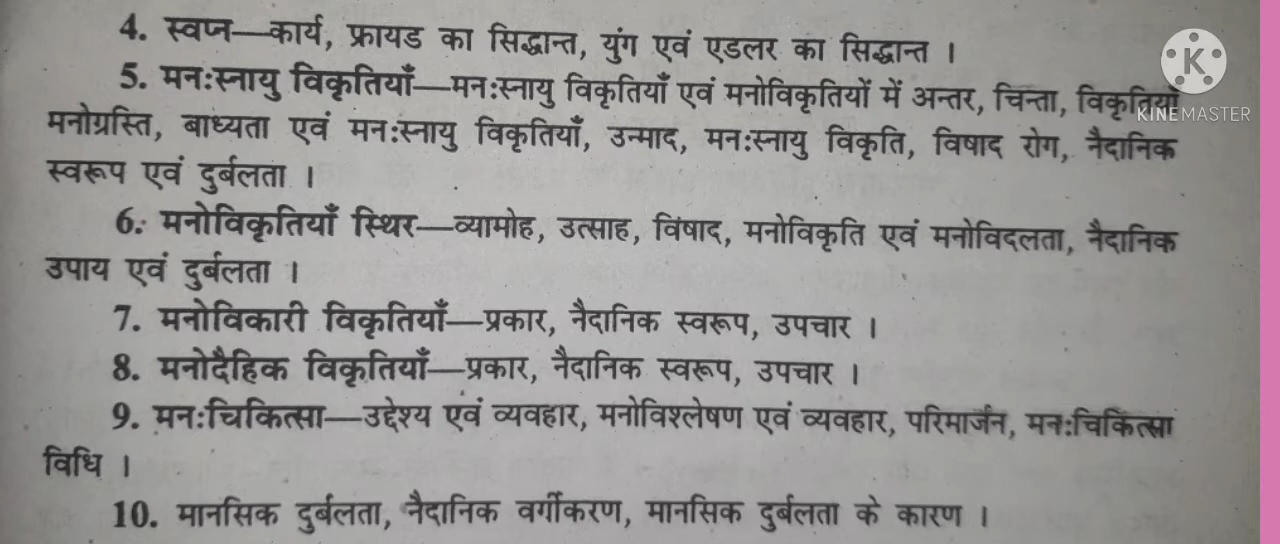 4. स्वप्न—कार्य, फ्रायड का सिद्धान्त, युंग एवं एडलर का सिद्धान्त ।
5. मन:स्नायु विकृतियाँ—मन:स्नायु विकृतियाँ एवं मनोविकृतियों में अन्तर, चिन्ता, विकृतियाँ
मनोग्रस्ति, बाध्यता एवं मन:स्नायु विकृतियाँ, उन्माद, मन:स्नायु विकृति, विषाद रोग, नैदानिक
स्वरूप एवं दुर्बलता ।
6. मनोविकृतियाँ स्थिर—व्यामोह, उत्साह, विषाद, मनोविकृति एवं मनोविदलता, नैदानिक
उपाय एवं दुर्बलता ।
7. मनोविकारी विकृतियाँ—प्रकार, नैदानिक स्वरूप, उपचार ।
8. मनोदैहिक विकृतियाँ—प्रकार, नैदानिक स्वरूप, उपचार ।
9. मन:चिकित्सा—उद्देश्य एवं व्यवहार, मनोविश्लेषण एवं व्यवहार, परिमार्जन, मन:चिकित्सा
विधि ।
10. मानसिक दुर्बलता, नैदानिक वर्गीकरण, मानसिक दुर्बलता के कारण ।
K
KINEMASTER